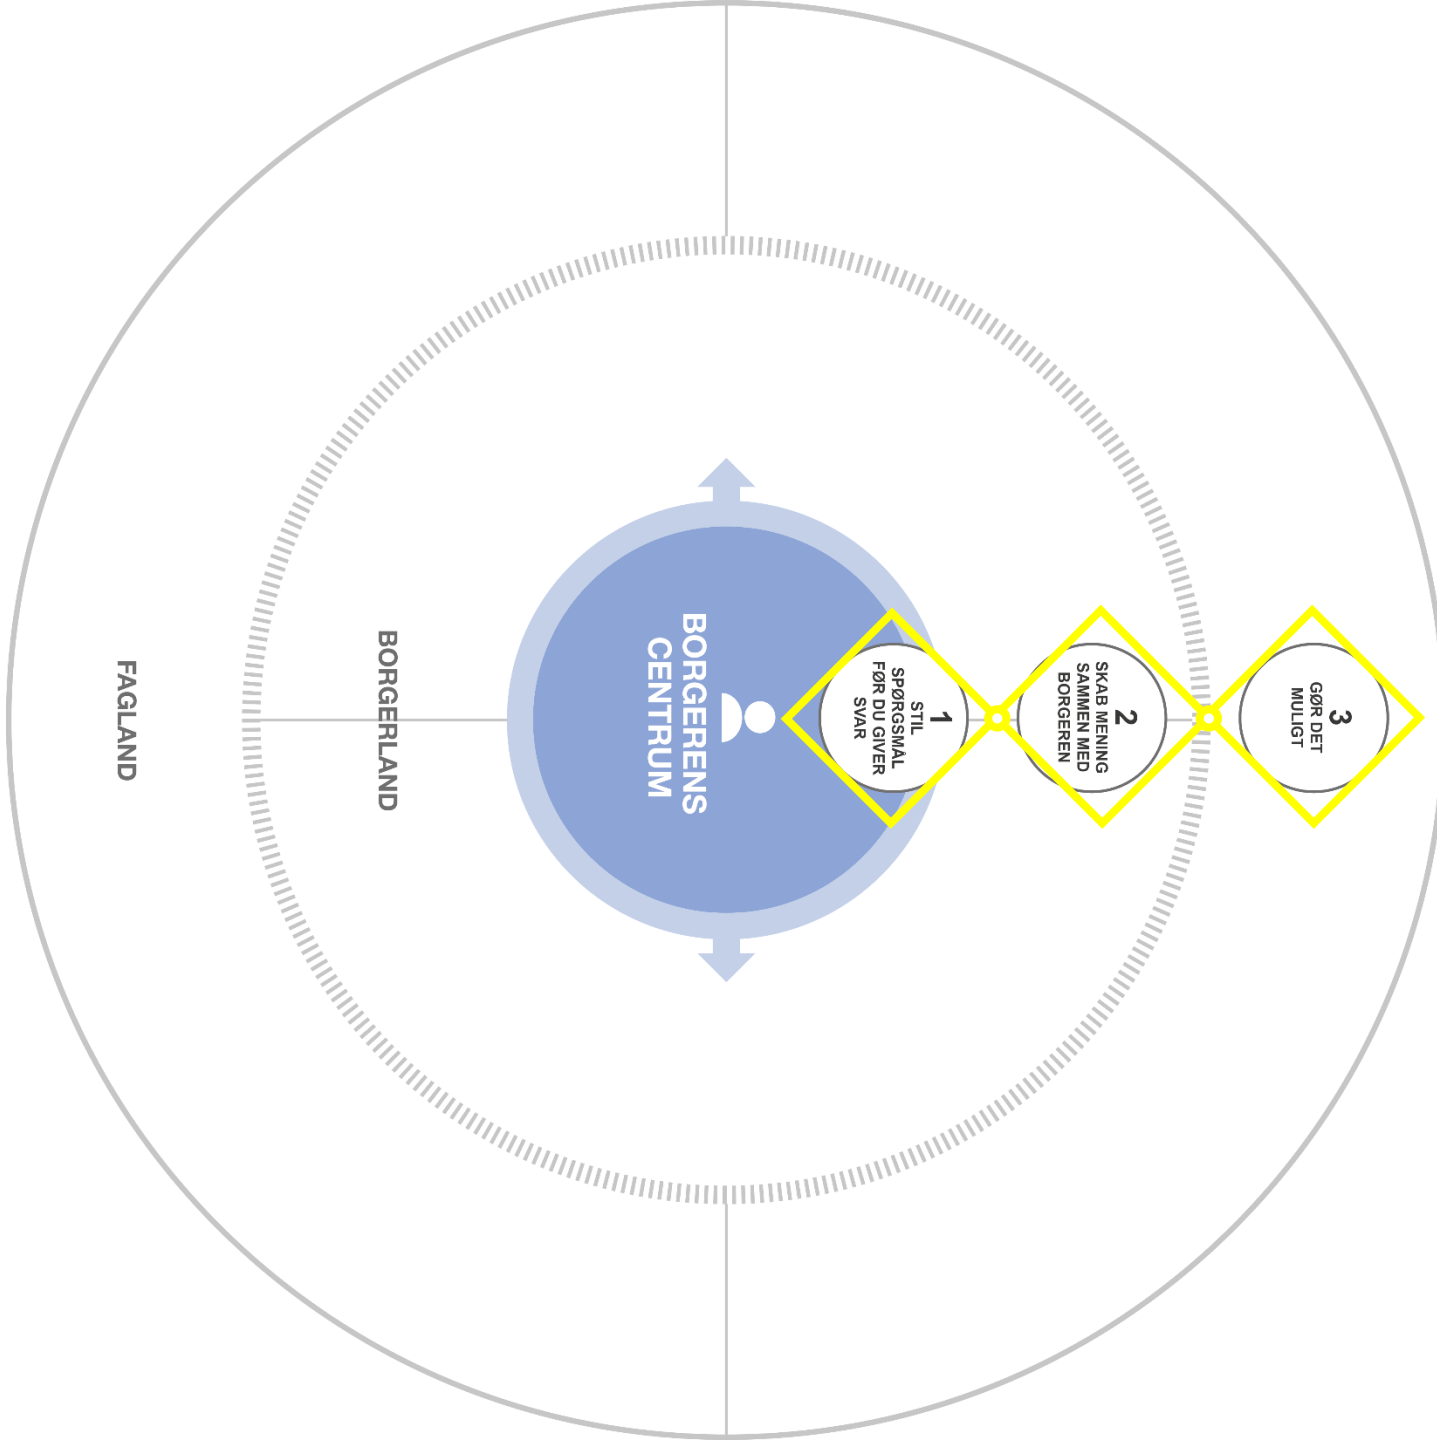 3
GØR DET
MULIGT
2
SKAB MENING
SAMMEN MED
BORGEREN
1
STIL
SPØRGSMÅL
FØR DU GIVER
SVAR
BORGERENS
CENTRUM
BORGERLAND
FAGLAND